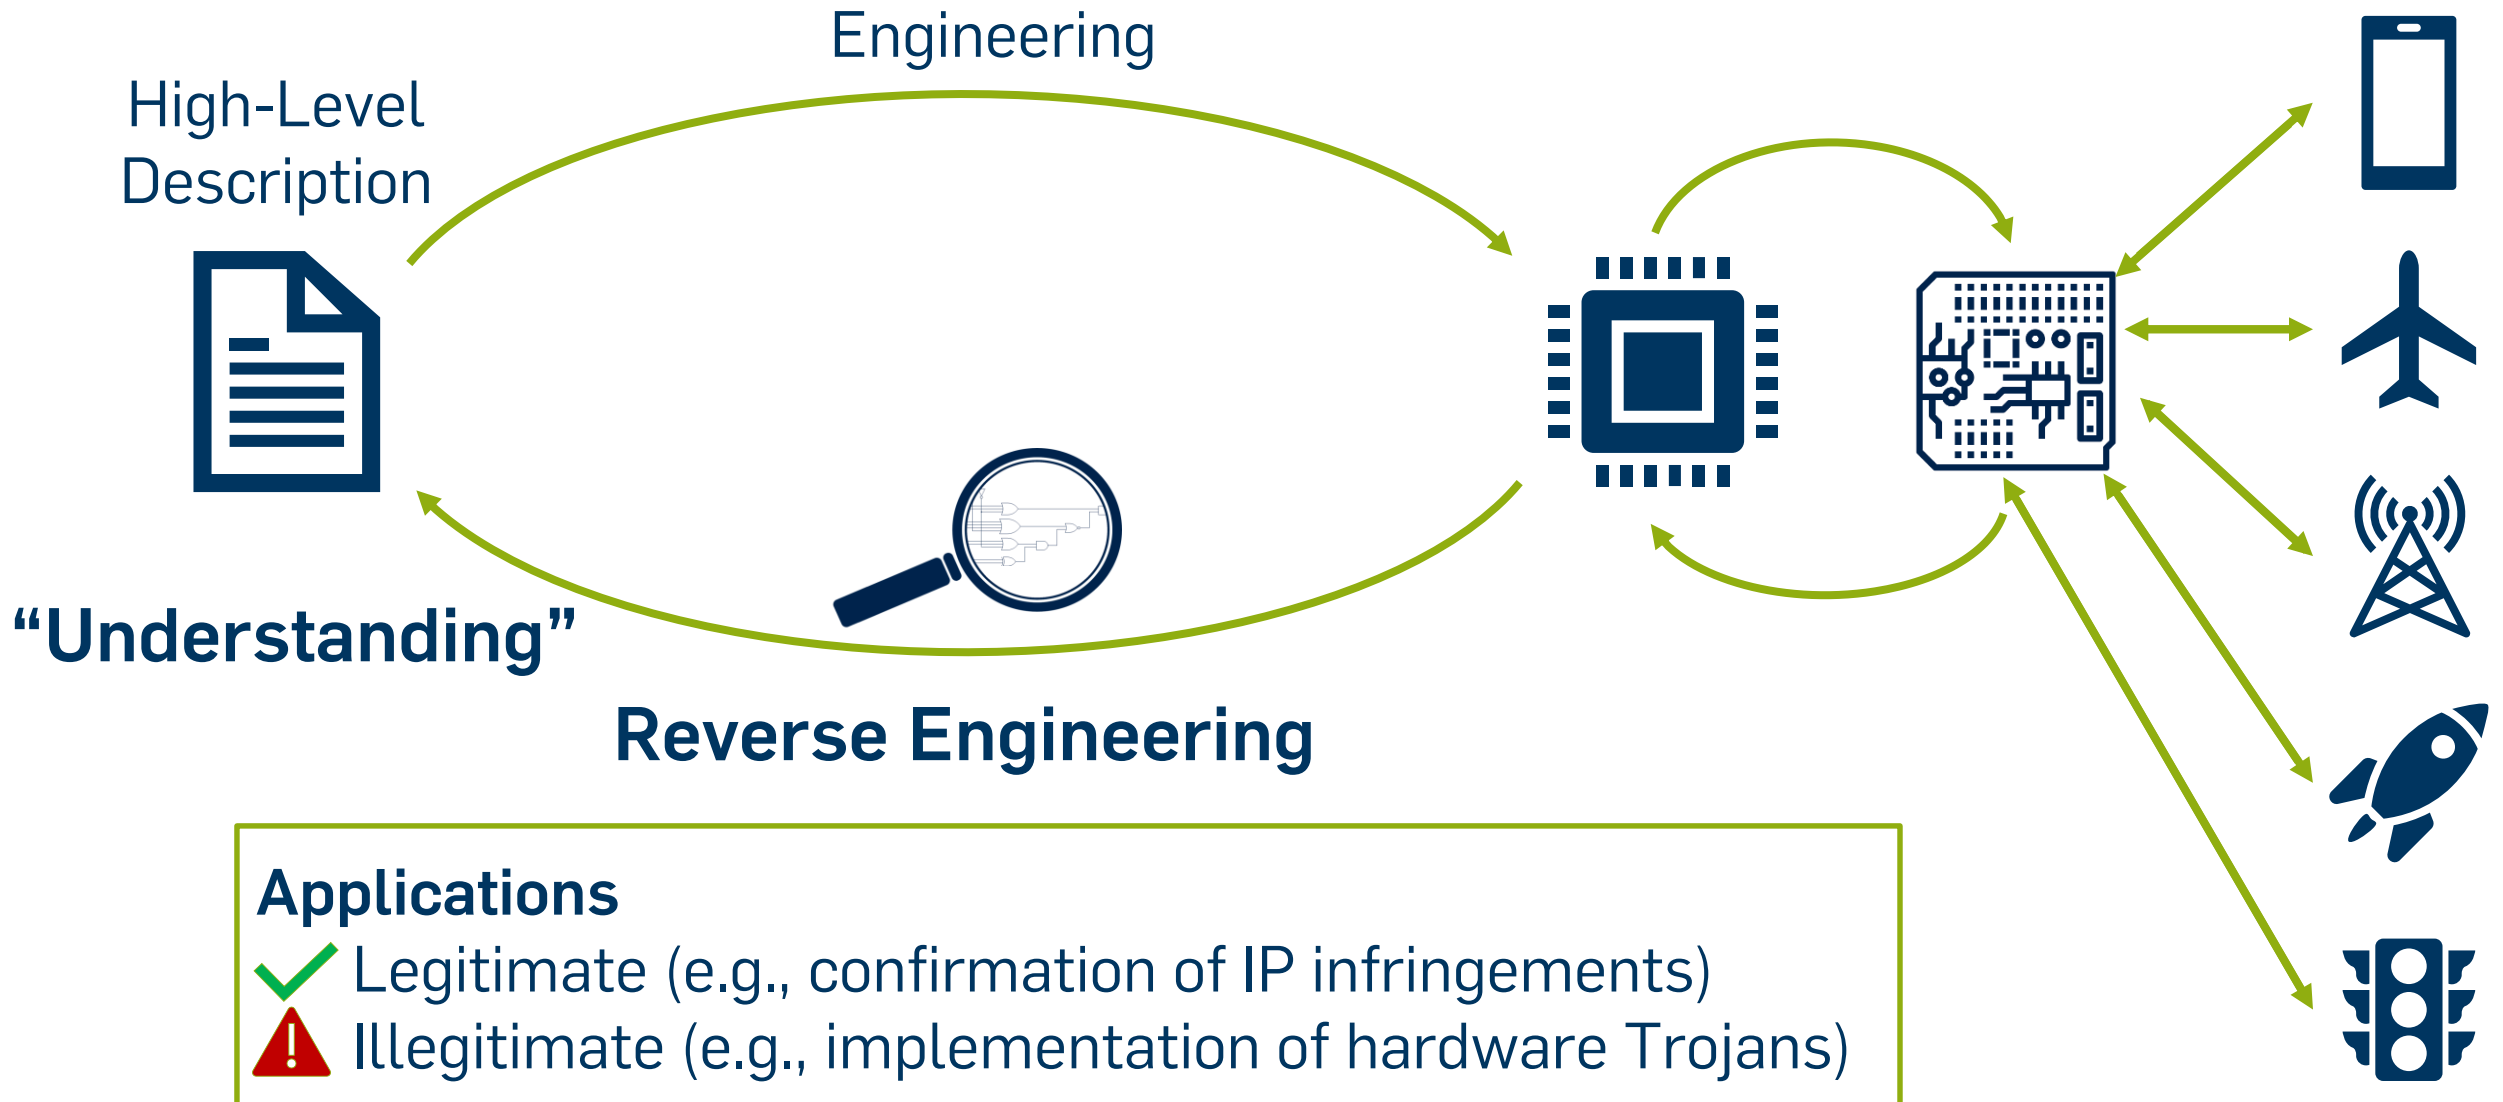 Engineering
High-Level
Description
“Understanding”
Reverse Engineering
Applications
Legitimate (e.g., confirmation of IP infringements)
Illegitimate (e.g., implementation of hardware Trojans)